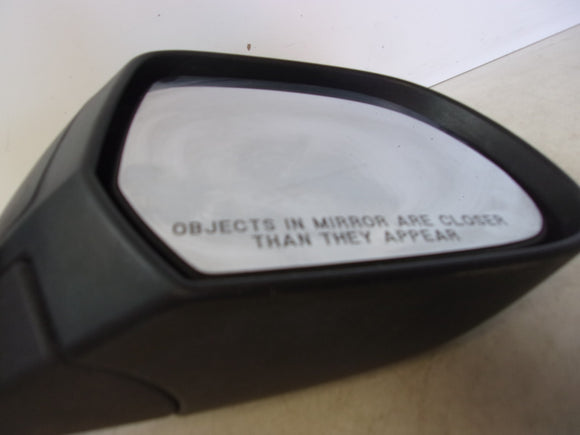 OBJECTS IN MIRROR ARE CLOSER
THAN THEY APPEAR